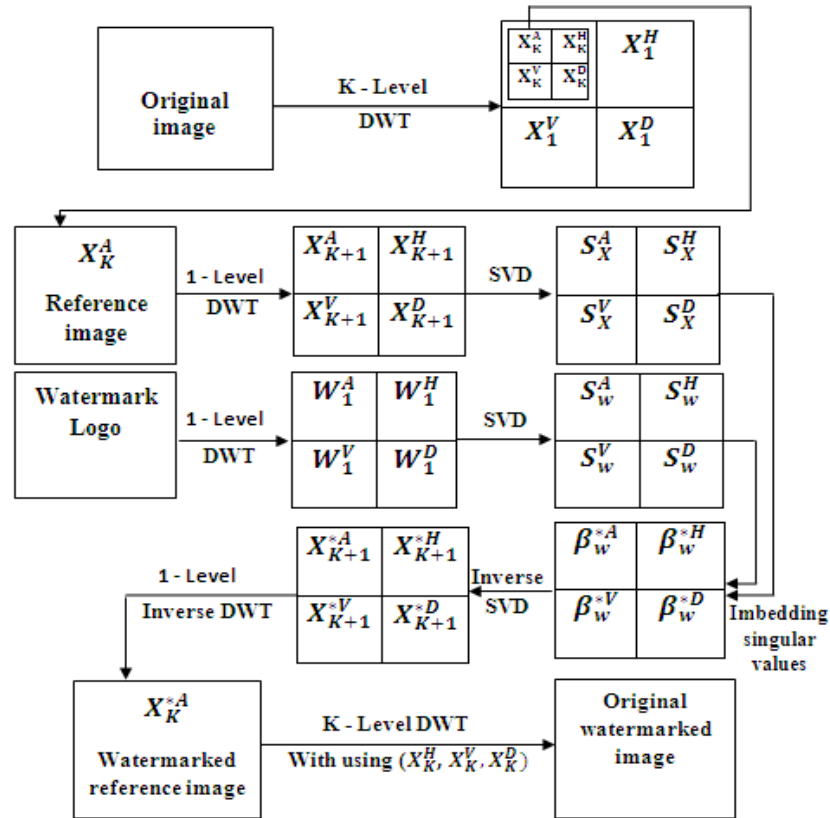 Original image
K - Level
DWT
X_K^A X_K^H
X_K^V X_K^D
X_1^H
X_1^V X_1^D
X_K^A
Reference image
1 - Level
DWT
X_{K+1}^A X_{K+1}^H
X_{K+1}^V X_{K+1}^D
SVD
S_X^A S_X^H
S_X^V S_X^D
Watermark Logo
1 - Level
DWT
W_1^A W_1^H
W_1^V W_1^D
SVD
S_w^A S_w^H
S_w^V S_w^D
β_w^{*A} β_w^{*H}
β_w^{*V} β_w^{*D}
Imbedding
singular
values
Inverse
SVD
X_{K+1}^{*A} X_{K+1}^{*H}
X_{K+1}^{*V} X_{K+1}^{*D}
1 - Level
Inverse DWT
X_K^{*A}
Watermarked
reference image
K - Level DWT
With using (X_K^H, X_K^V, X_K^D)
Original
watermarked
image